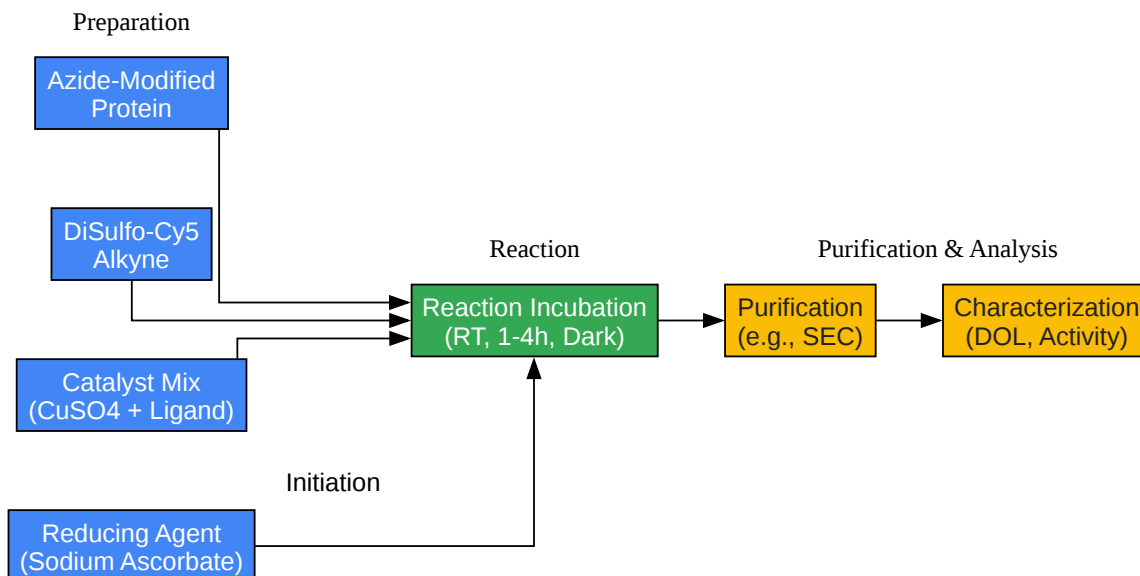 Preparation
Azide-Modified
Protein
DiSulfo-Cy5
Alkyne
Reaction
Purification & Analysis
Reaction Incubation
(RT, 1-4h, Dark)
Purification
(e.g., SEC)
Characterization
(DOL, Activity)
Catalyst Mix
(CuSO4 + Ligand)
Initiation
Reducing Agent
(Sodium Ascorbate)